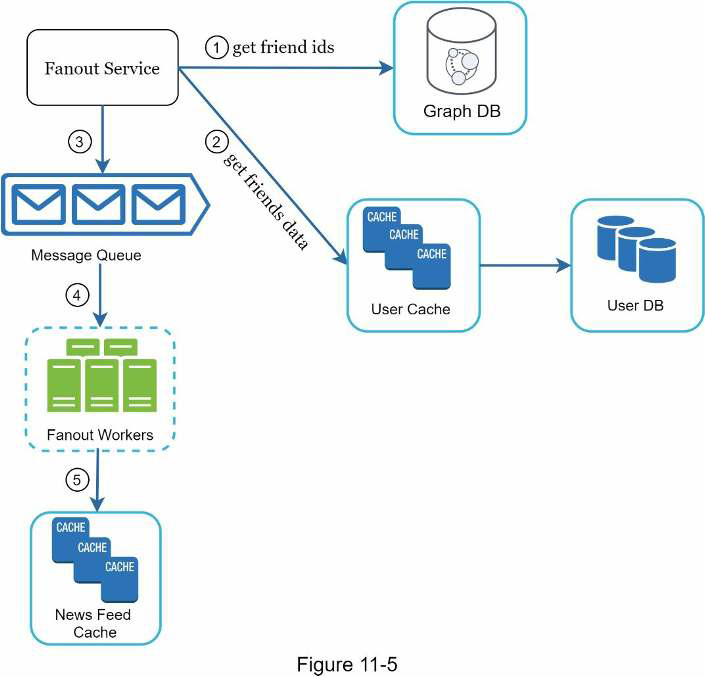 Fanout Service
① get friend ids
Graph DB
②
get friends data
③
Message Queue
CACHE
CACHE
CACHE
User Cache
User DB
④
Fanout Workers
⑤
CACHE
CACHE
CACHE
News Feed
Cache
Figure 11-5